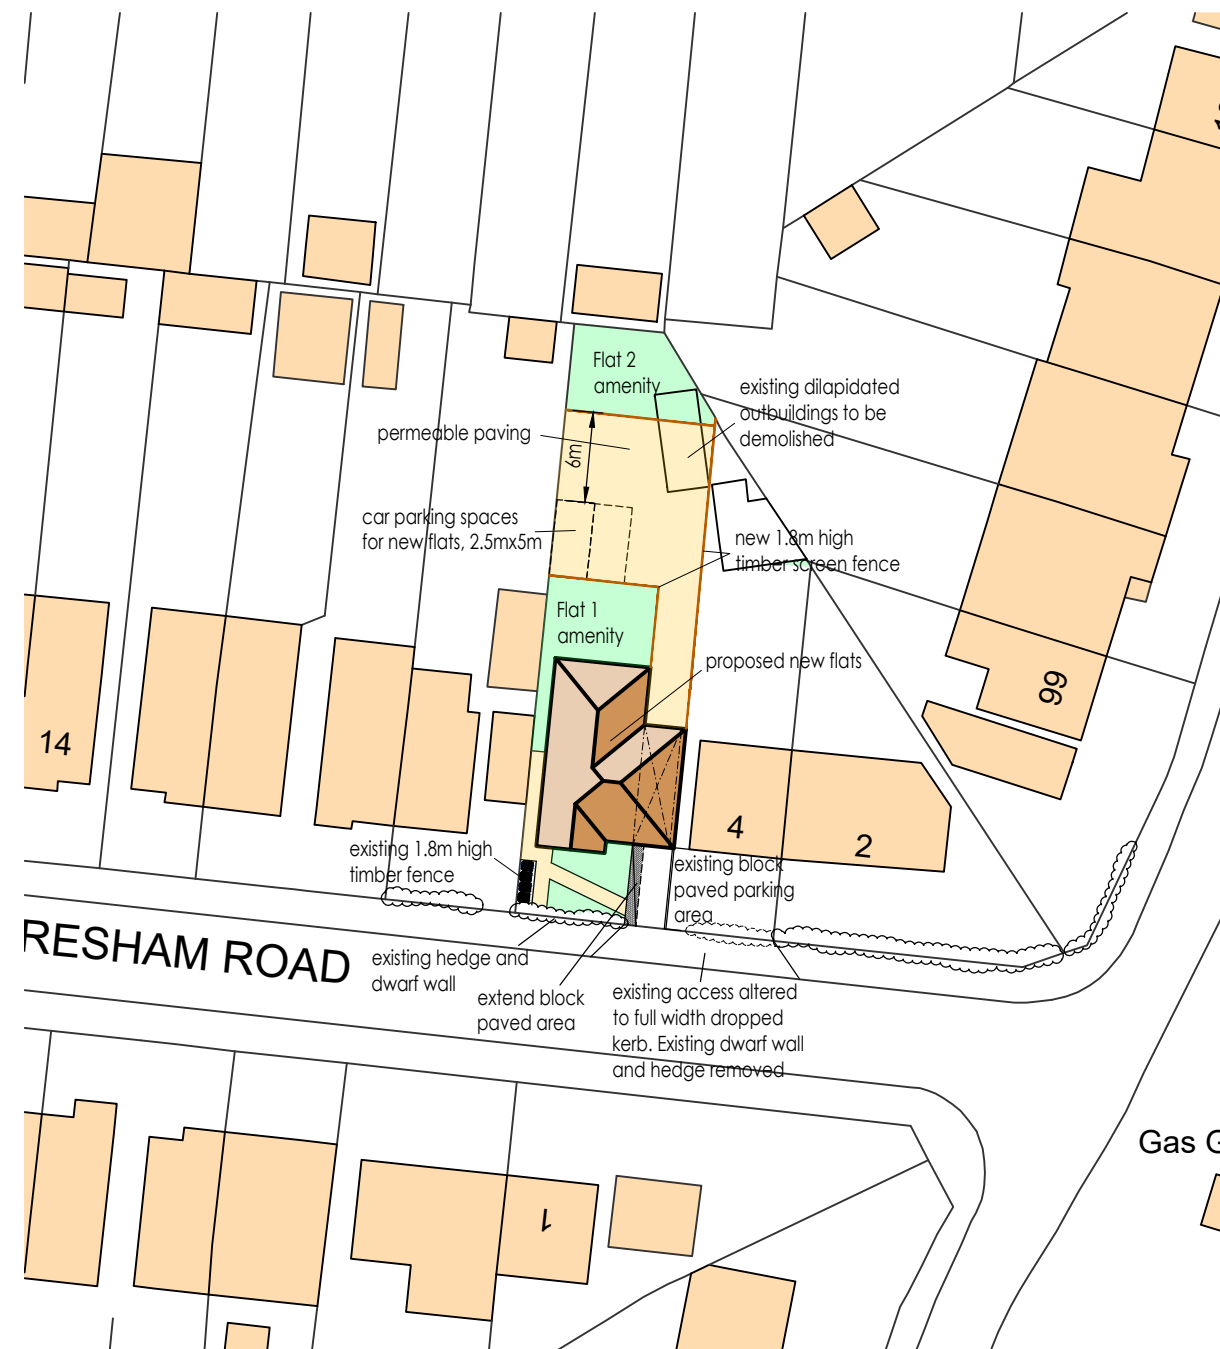 Flat 2
amenity
existing dilapidated
outbuildings to be
demolished
permeable paving
6m
car parking spaces
for new flats, 2.5mx5m
new 1.8m high
timber screen fence
Flat 1
amenity
proposed new flats
99
14
4
2
existing 1.8m high
timber fence
existing block
paved parking
area
RESHAM ROAD
existing hedge and
dwarf wall
extend block
paved area
existing access altered
to full width dropped
kerb. Existing dwarf wall
and hedge removed
Gas G
1